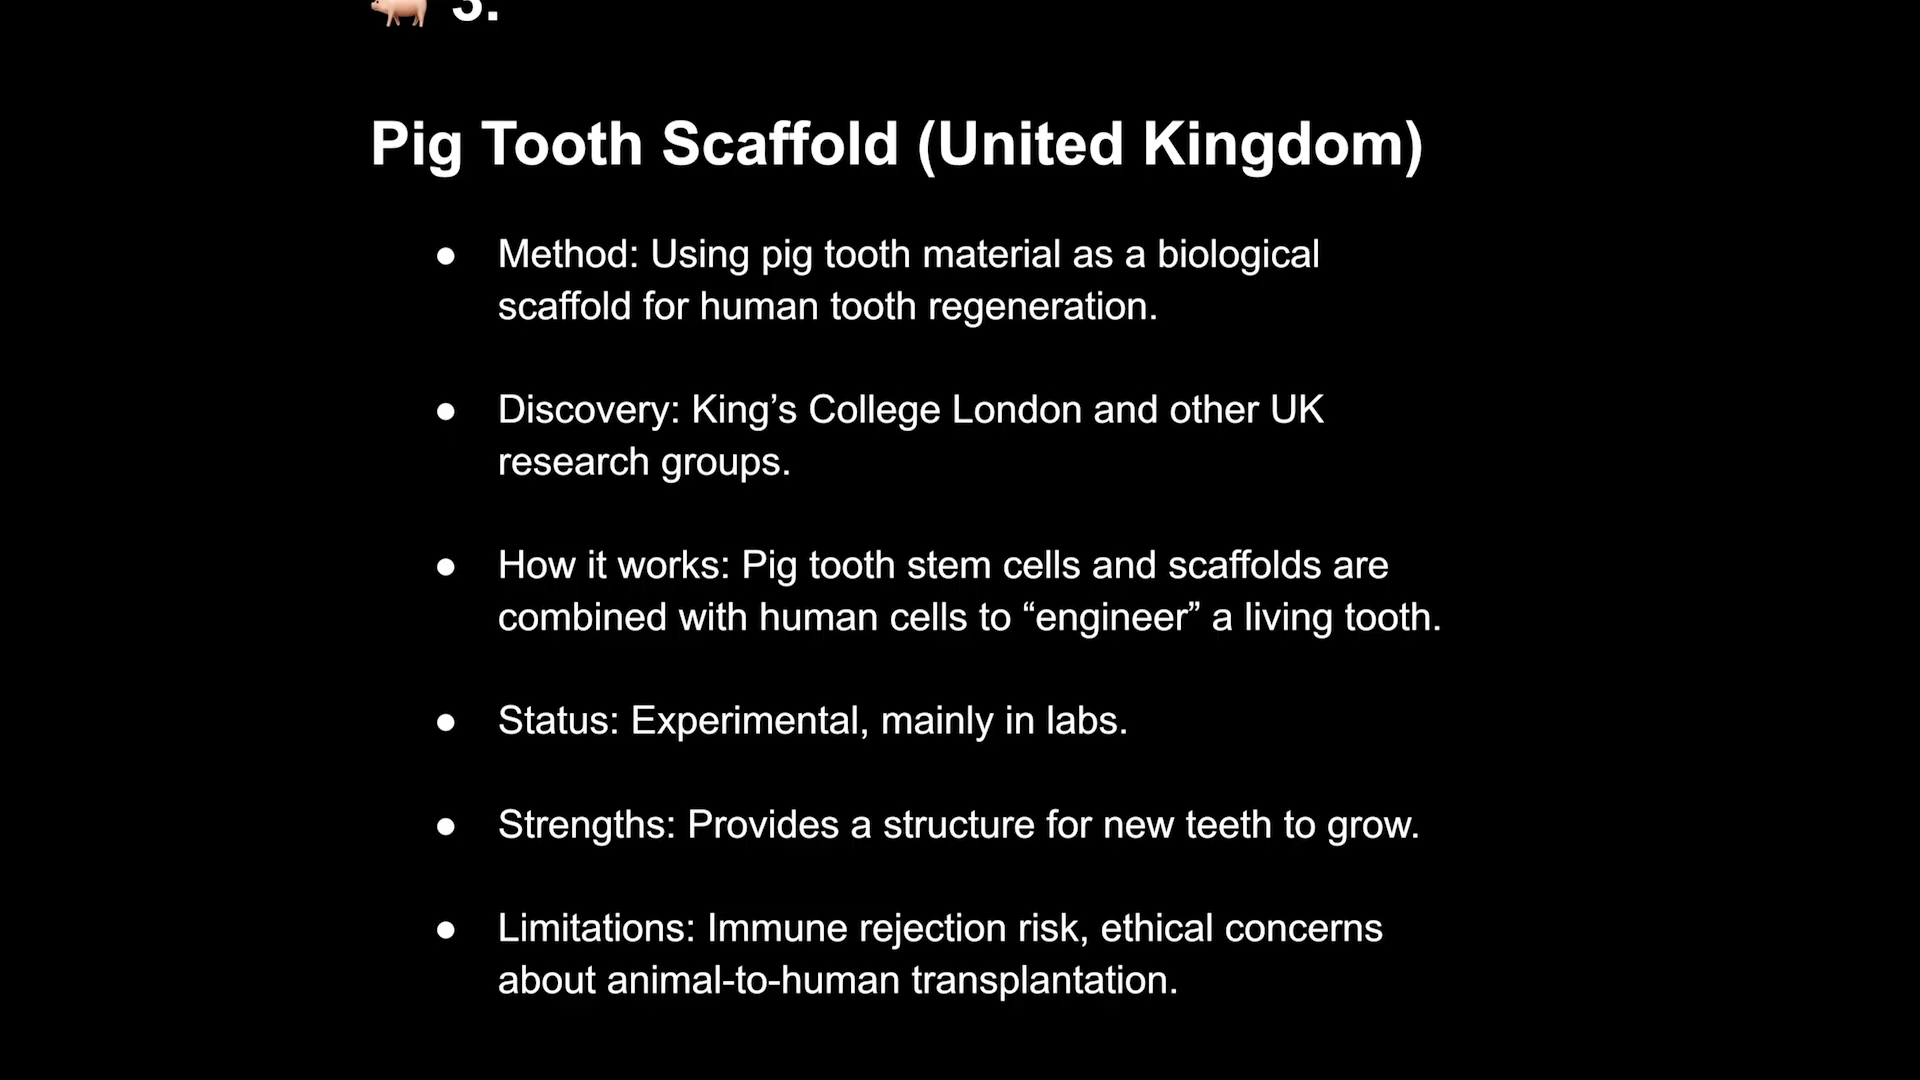 🐖 3.
Pig Tooth Scaffold (United Kingdom)
● Method: Using pig tooth material as a biological
scaffold for human tooth regeneration.
● Discovery: King’s College London and other UK
research groups.
● How it works: Pig tooth stem cells and scaffolds are
combined with human cells to “engineer” a living tooth.
● Status: Experimental, mainly in labs.
● Strengths: Provides a structure for new teeth to grow.
● Limitations: Immune rejection risk, ethical concerns
about animal-to-human transplantation.